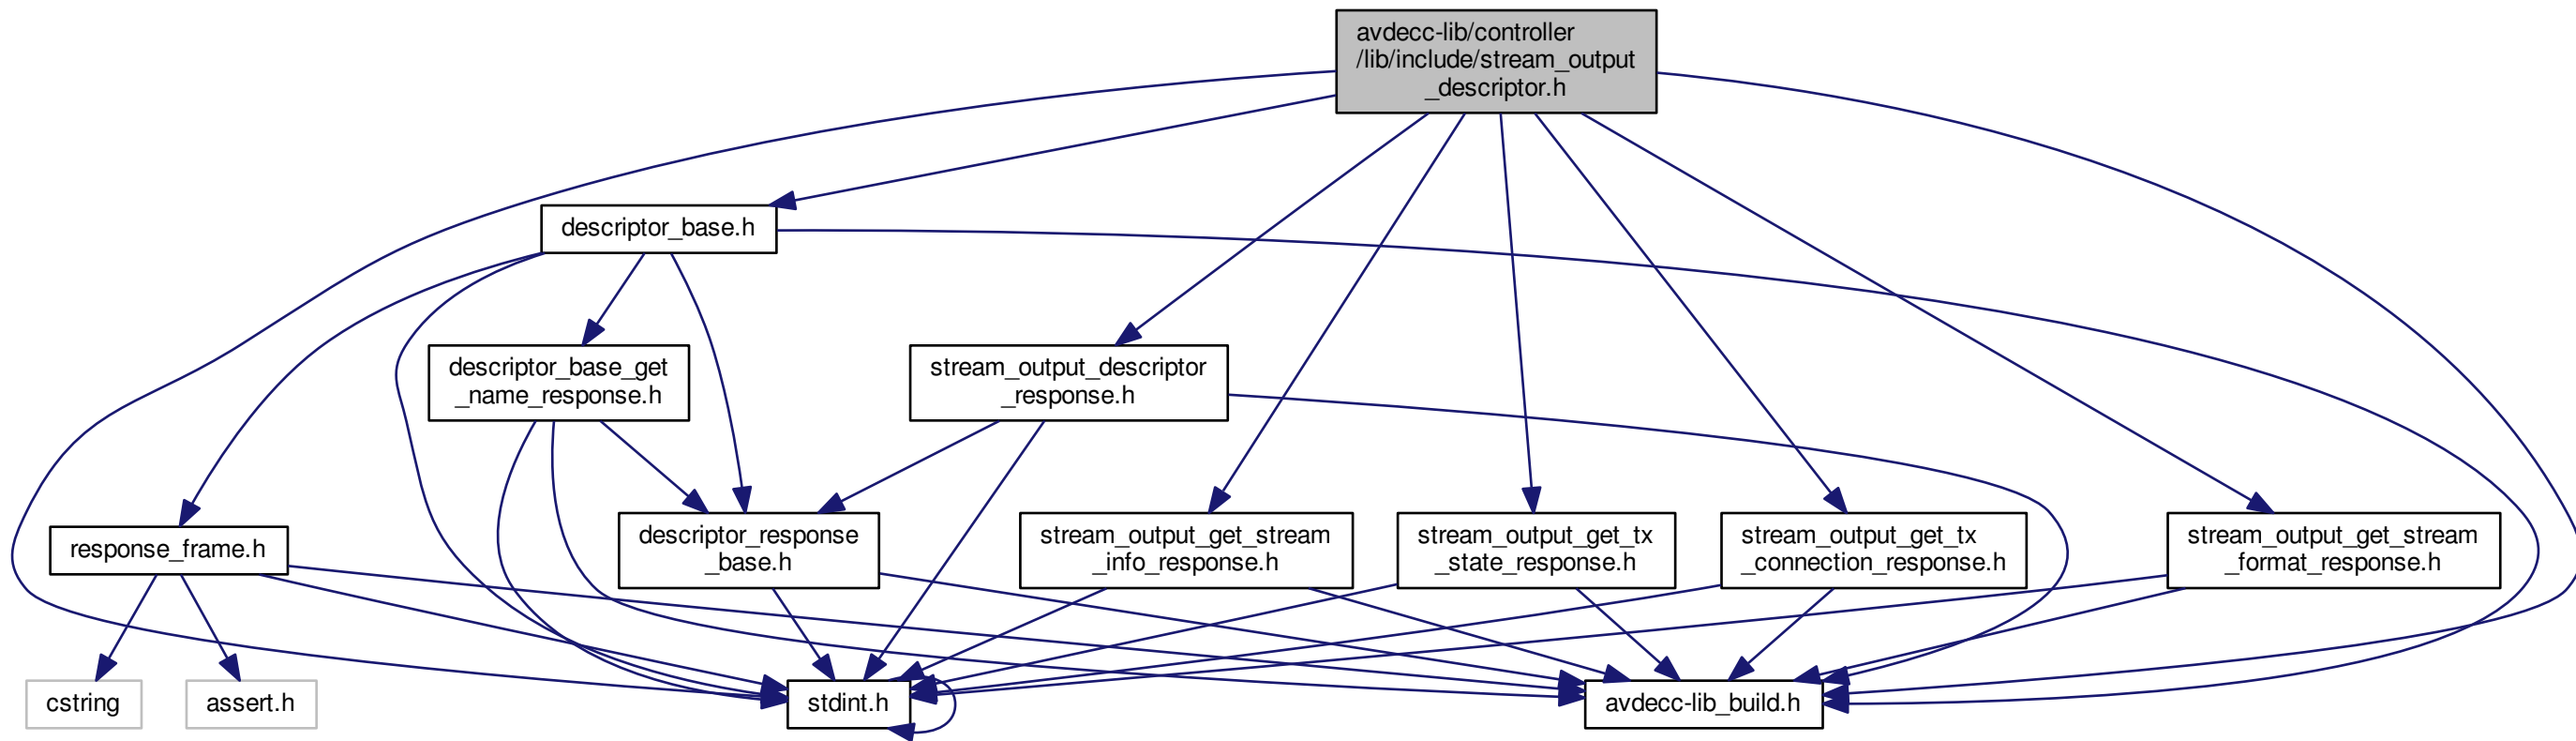 avdecc-lib/controller
/lib/include/stream_output
_descriptor.h
descriptor_base.h
descriptor_base_get
_name_response.h
stream_output_descriptor
_response.h
response_frame.h
descriptor_response
_base.h
stream_output_get_stream
_info_response.h
stream_output_get_tx
_state_response.h
stream_output_get_tx
_connection_response.h
stream_output_get_stream
_format_response.h
cstring
assert.h
stdint.h
avdecc-lib_build.h